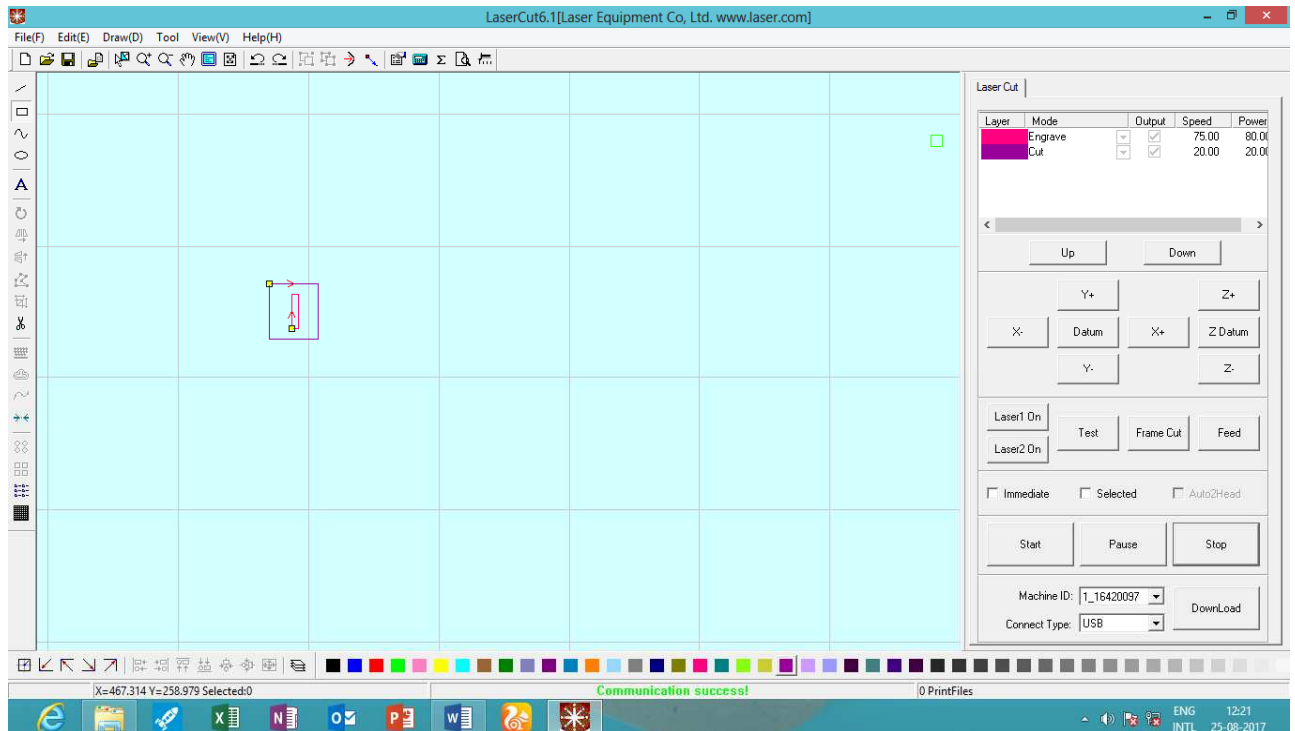 LaserCut6.1[Laser Equipment Co, Ltd. www.laser.com]
File(F) Edit(E) Draw(D) Tool View(V) Help(H)
Laser Cut
Layer Mode Output Speed Power
Engrave 75.00 80.00
Cut 20.00 20.00
Up Down
Y+ Z+
X- Datum X+ Z Datum
Y- Z-
Laser1 On
Test Frame Cut Feed
Laser2 On
Immediate Selected Auto2Head
Start Pause Stop
Machine ID: 1_16420097
DownLoad
Connect Type: USB
X=467.314 Y=258.979 Selected:0 Communication success! 0 PrintFiles
ENG 12:21
INTL 25-08-2017